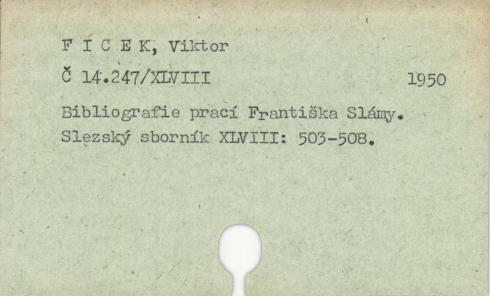 F I C E K, Viktor
Č 14.247/XLVIII 1950
Bibliografie prací Františka Slámy.
Slezský sborník XLVIII: 503-508.